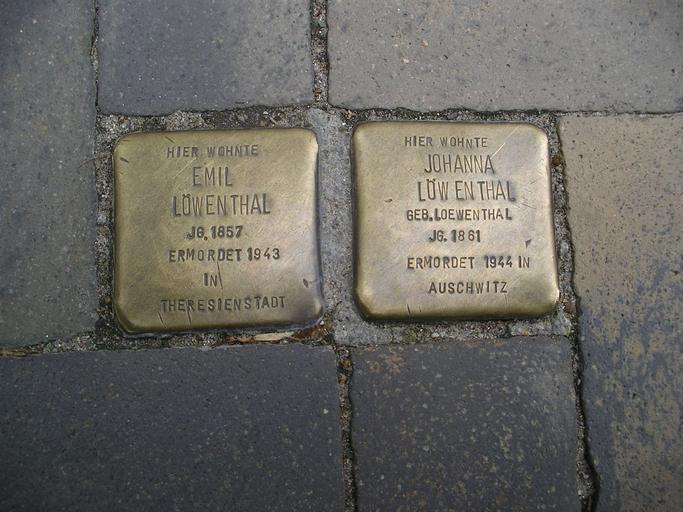 HIER WOHNTE
EMIL
LÖWENTHAL
JG. 1857
ERMORDET 1943
IN
THERESIENSTADT
HIER WOHNTE
JOHANNA
LÖWENTHAL
GEB. LOEWENTHAL
JG. 1861
ERMORDET 1944 IN
AUSCHWITZ